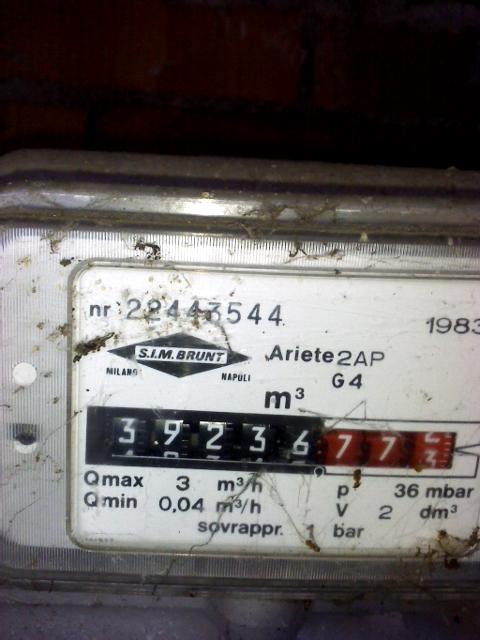 nr 22443544
1983
S.I.M. BRUNT
MILANO NAPOLI
Ariete 2AP
G4
m³
3 9 2 3 6 , 7 7
Qmax 3 m³/h
p 36 mbar
Qmin 0,04 m³/h
V 2 dm³
sovrappr. 1 bar